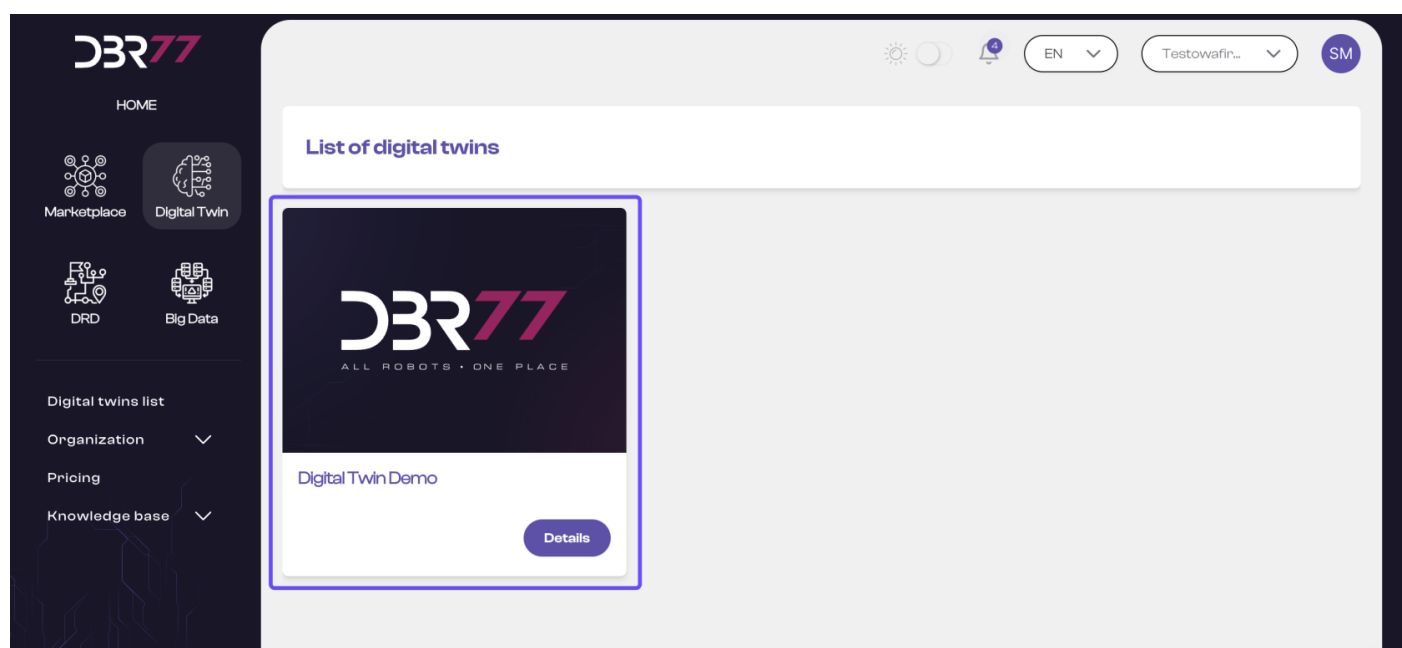 DBR77
HOME
Marketplace
Digital Twin
DRD
Big Data
Digital twins list
Organization
Pricing
Knowledge base
4
EN
Testowafir...
SM
List of digital twins
DBR77
ALL ROBOTS • ONE PLACE
Digital Twin Demo
Details